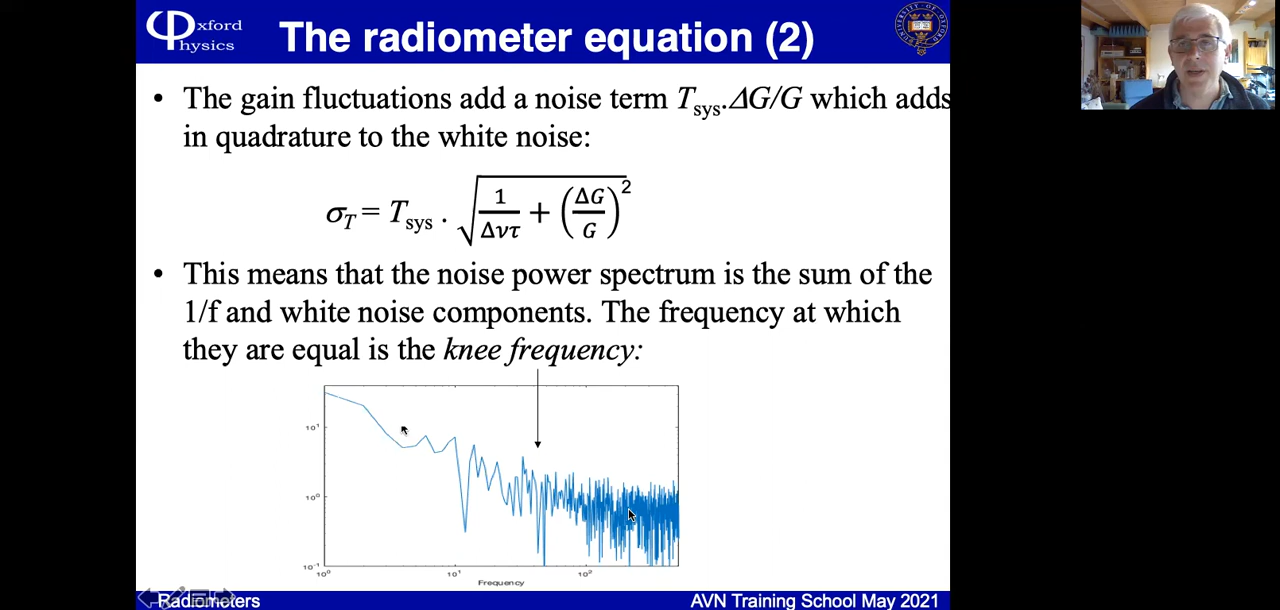 Oxford
Physics
The radiometer equation (2)
• The gain fluctuations add a noise term Tsys.ΔG/G which adds
in quadrature to the white noise:
σT = Tsys . √(1/Δντ + (ΔG/G)²)
• This means that the noise power spectrum is the sum of the
1/f and white noise components. The frequency at which
they are equal is the knee frequency:
10¹
10⁰
10⁻¹
10⁰ 10¹ 10²
Frequency
Radiometers
AVN Training School May 2021